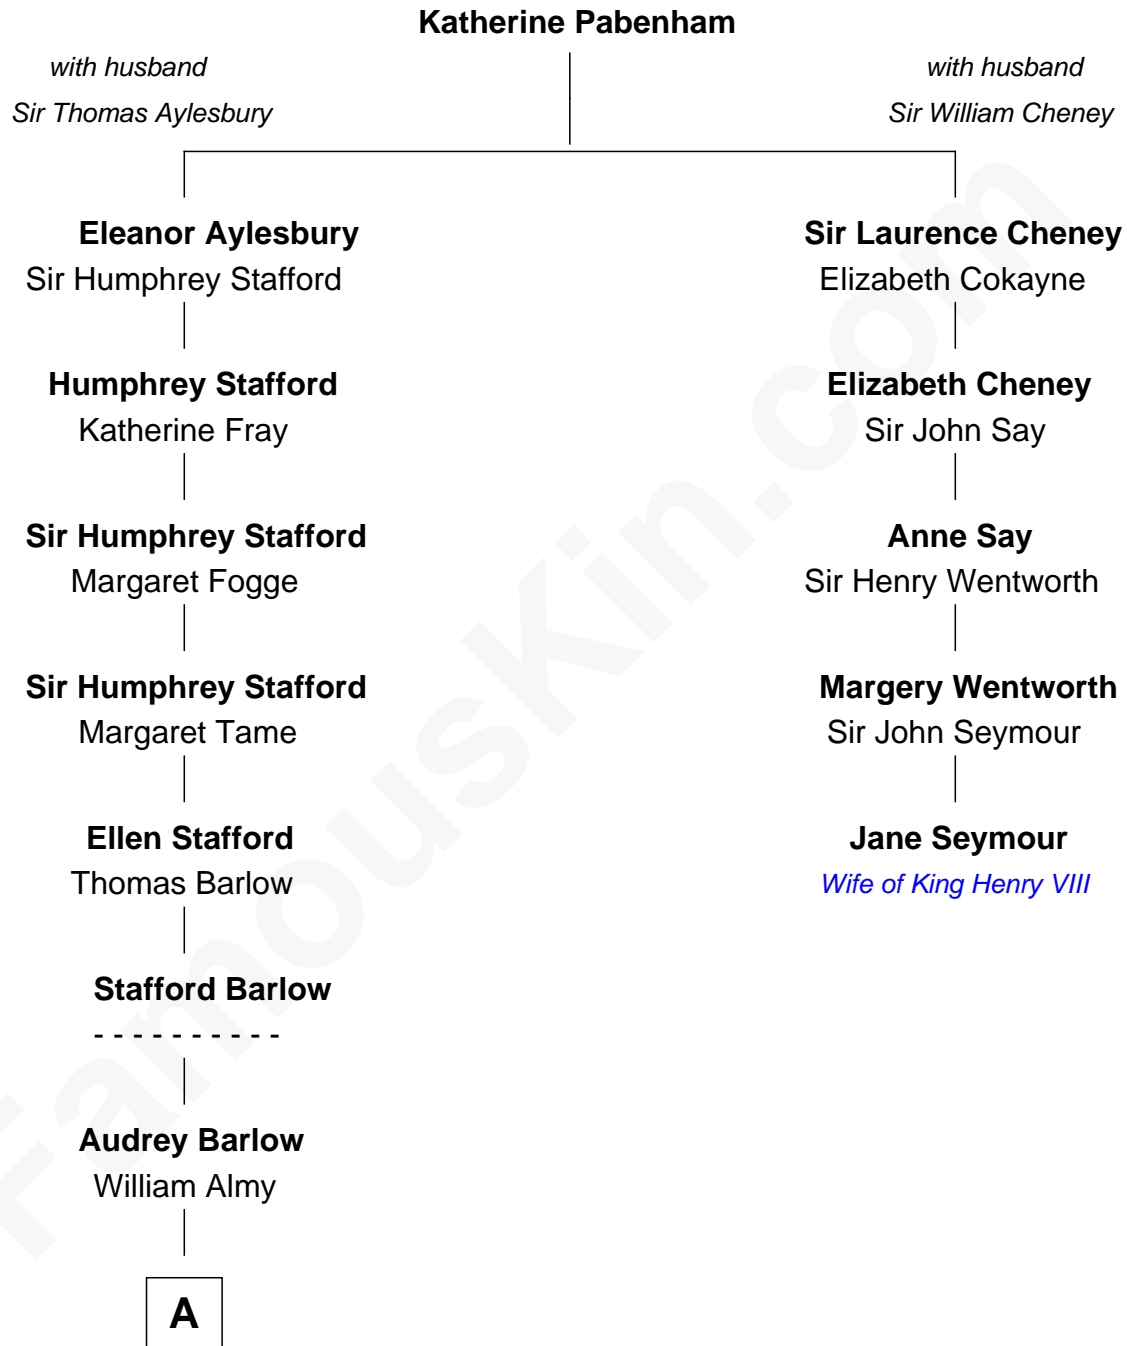 Katherine Pabenham
with husband
Sir Thomas Aylesbury
with husband
Sir William Cheney
Eleanor Aylesbury
Sir Humphrey Stafford
Sir Laurence Cheney
Elizabeth Cokayne
Humphrey Stafford
Katherine Fray
Elizabeth Cheney
Sir John Say
Sir Humphrey Stafford
Margaret Fogge
Anne Say
Sir Henry Wentworth
Sir Humphrey Stafford
Margaret Tame
Margery Wentworth
Sir John Seymour
Ellen Stafford
Thomas Barlow
Jane Seymour
Wife of King Henry VIII
Stafford Barlow
- - - - - - - - - -
Audrey Barlow
William Almy
A
FamousKin.com